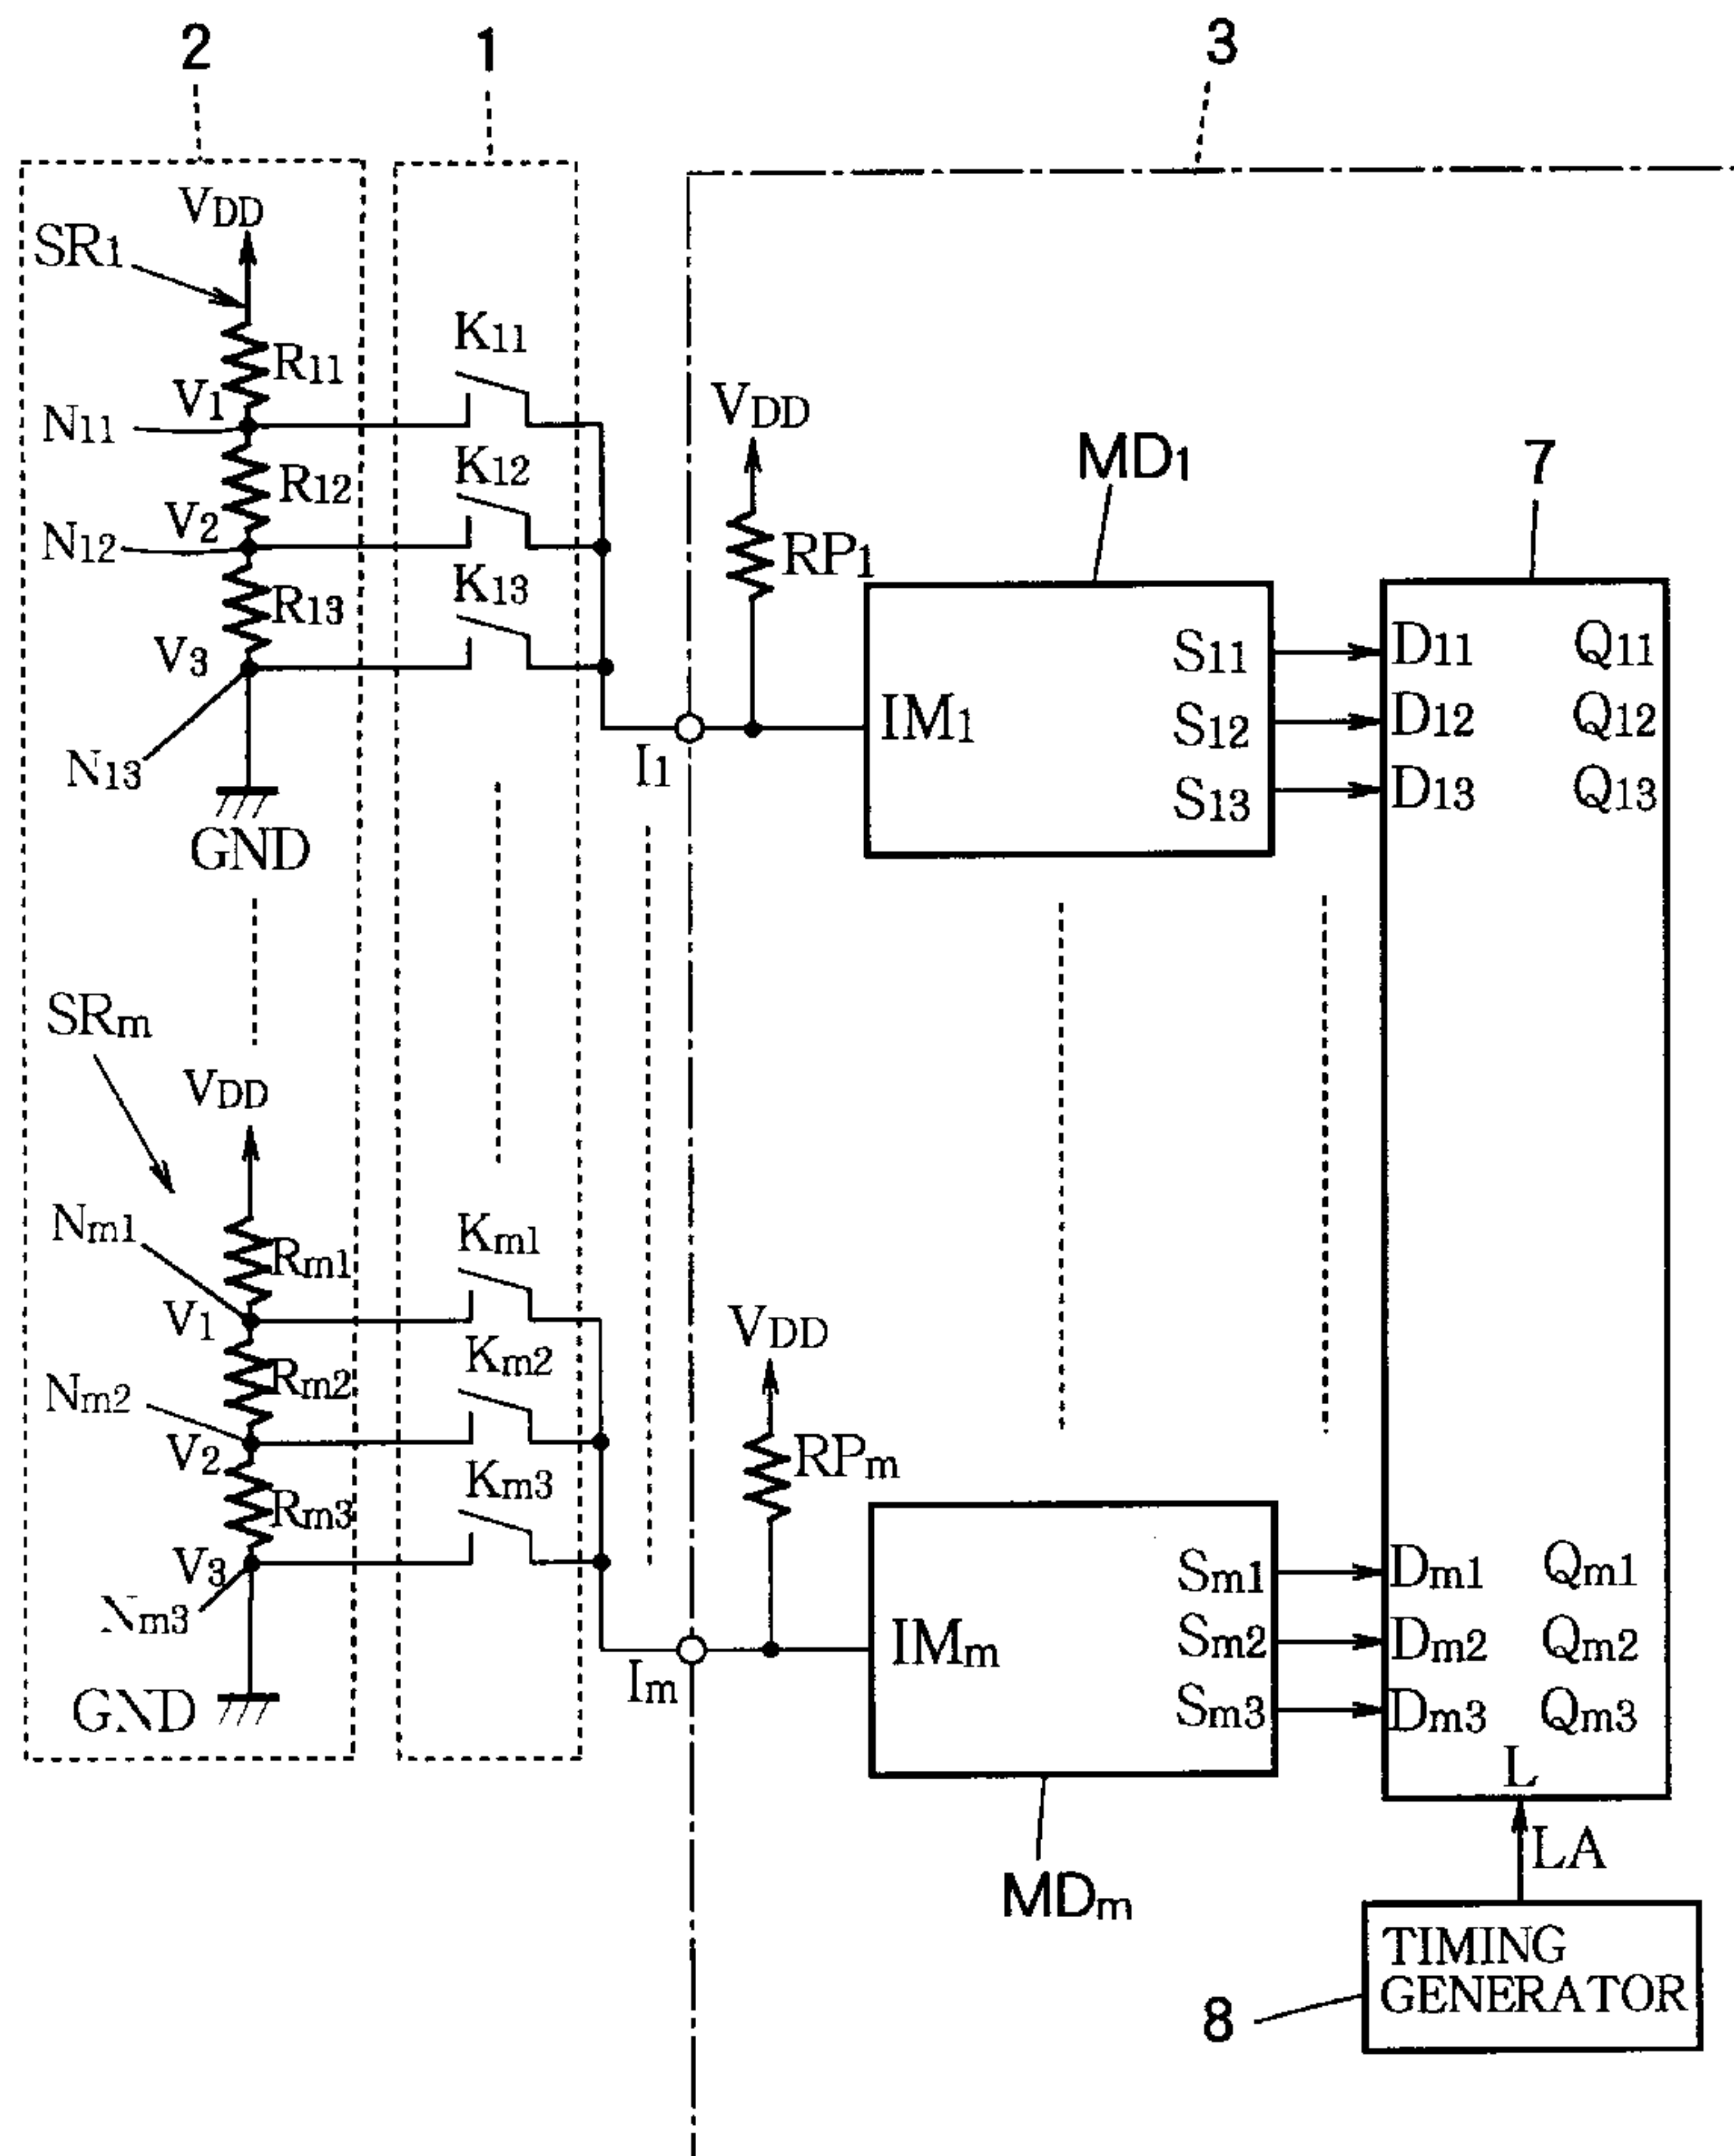 2
1
3
VDD
SR1
R11
V1
N11
K11
R12
V2
N12
K12
R13
V3
N13
K13
GND
I1
VDD
RP1
MD1
IM1
S11
S12
S13
7
D11 Q11
D12 Q12
D13 Q13
SRm
VDD
Nm1
Rm1
V1
Km1
Nm2
Rm2
V2
Km2
Rm3
V3
Nm3
Km3
GND
Im
VDD
RPm
IMm
Sm1
Sm2
Sm3
MDm
Dm1 Qm1
Dm2 Qm2
Dm3 Qm3
L
LA
TIMING
GENERATOR
8